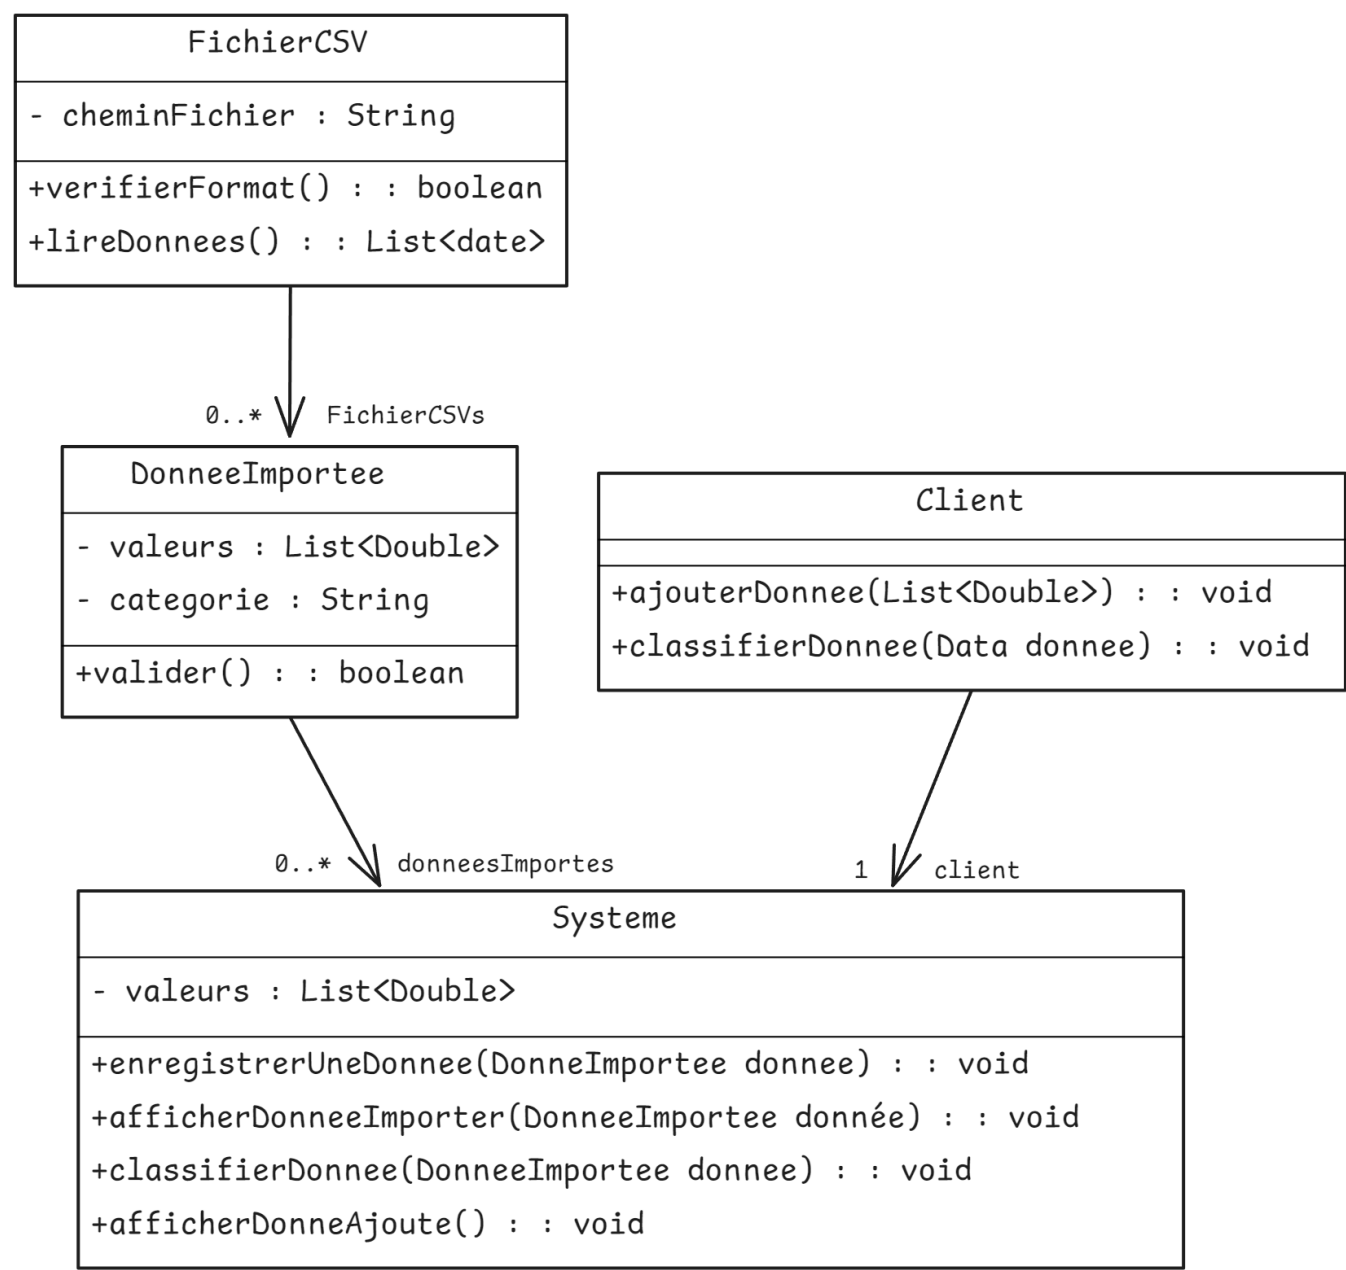 FichierCSV
- cheminFichier : String
+verifierFormat() : : boolean
+lireDonnees() : : List<date>
0..* FichierCSVs
DonneeImportee
- valeurs : List<Double>
- categorie : String
+valider() : : boolean
Client
+ajouterDonnee(List<Double>) : : void
+classifierDonnee(Data donnee) : : void
0..* donneesImportes
1 client
Systeme
- valeurs : List<Double>
+enregistrerUneDonnee(DonneImportee donnee) : : void
+afficherDonneeImporter(DonneeImportee donnée) : : void
+classifierDonnee(DonneeImportee donnee) : : void
+afficherDonneAjoute() : : void